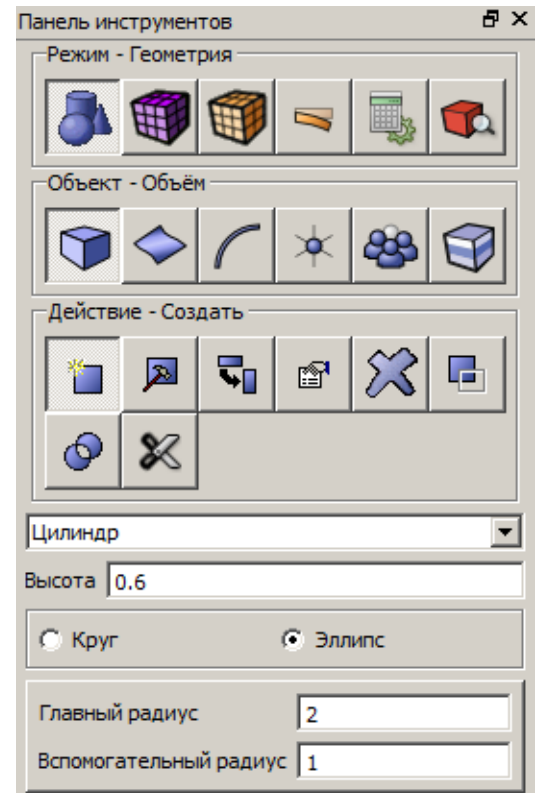 Панель инструментов
Режим - Геометрия
Объект - Объём
Действие - Создать
Цилиндр
Высота 0.6
Круг Эллипс
Главный радиус 2
Вспомогательный радиус 1